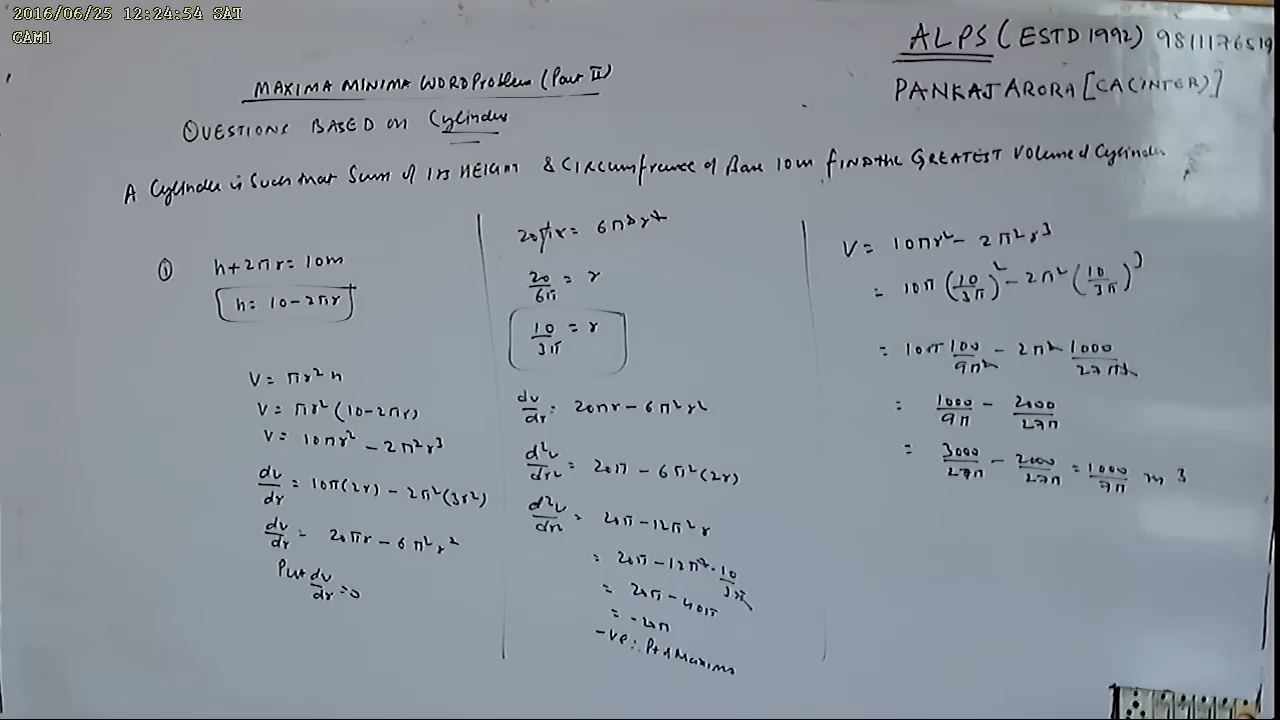 2016/06/25 12:24:54 SAT
CAM1
ALPS (ESTD 1992) 9811176519
PANKAJ ARORA [CA(INTER)]
MAXIMA MINIMA WORD Problem (Part II)
QUESTIONS BASED on Cylinder
A Cylinder is Such that Sum of its HEIGHT & Circumfrence of Base 10m FIND the GREATEST Volume of Cylinder
① h+2πr = 10m
h = 10-2πr
V = πr²h
V = πr²(10-2πr)
V = 10πr² - 2π²r³
dv/dr = 10π(2r) - 2π²(3r²)
dv/dr = 20πr - 6π²r²
Put dv/dr = 0
20πr = 6π²r²
20/6π = r
10/3π = r
dv/dr = 20πr - 6π²r²
d²v/dr² = 20π - 6π²(2r)
d²v/dr² = 20π - 12π²r
= 20π - 12π² · 10/3π
= 20π - 40π
= -20π
-ve ∴ Pt of Maxima
V = 10πr² - 2π²r³
= 10π(10/3π)² - 2π²(10/3π)³
= 10π 100/9π² - 2π² 1000/27π³
= 1000/9π - 2000/27π
= 3000/27π - 2000/27π = 1000/27π m³